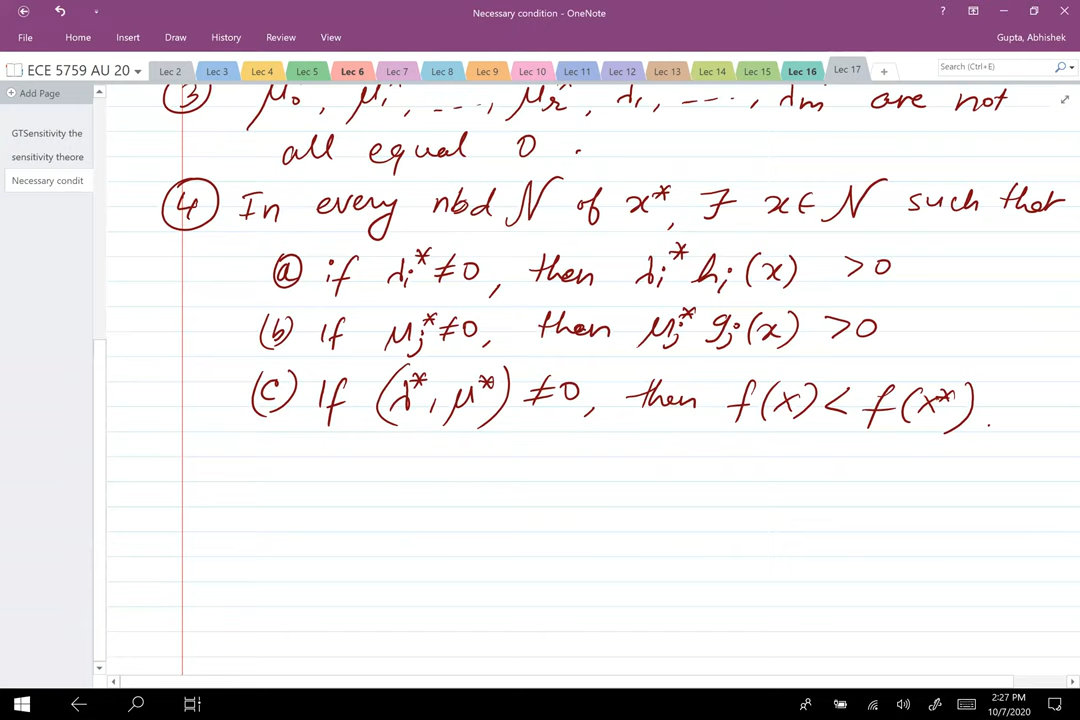 Necessary condition - OneNote
?
File Home Insert Draw History Review View
Gupta, Abhishek
ECE 5759 AU 20
Lec 2 Lec 3 Lec 4 Lec 5 Lec 6 Lec 7 Lec 8 Lec 9 Lec 10 Lec 11 Lec 12 Lec 13 Lec 14 Lec 15 Lec 16 Lec 17 +
Search (Ctrl+E)
Add Page
GTSensitivity the
sensitivity theore
Necessary condit
③ μ₀, μ₁*, ...., μᵣ*, λ₁, ...., λₘ are not
all equal 0.
④ In every nbd N of x*, ∃ x ∈ N such that
ⓐ if λᵢ* ≠ 0, then λᵢ* hᵢ(x) > 0
(b) If μⱼ* ≠ 0, then μⱼ* gⱼ(x) > 0
(c) If (λ*, μ*) ≠ 0, then f(x) < f(x*).
2:27 PM
10/7/2020